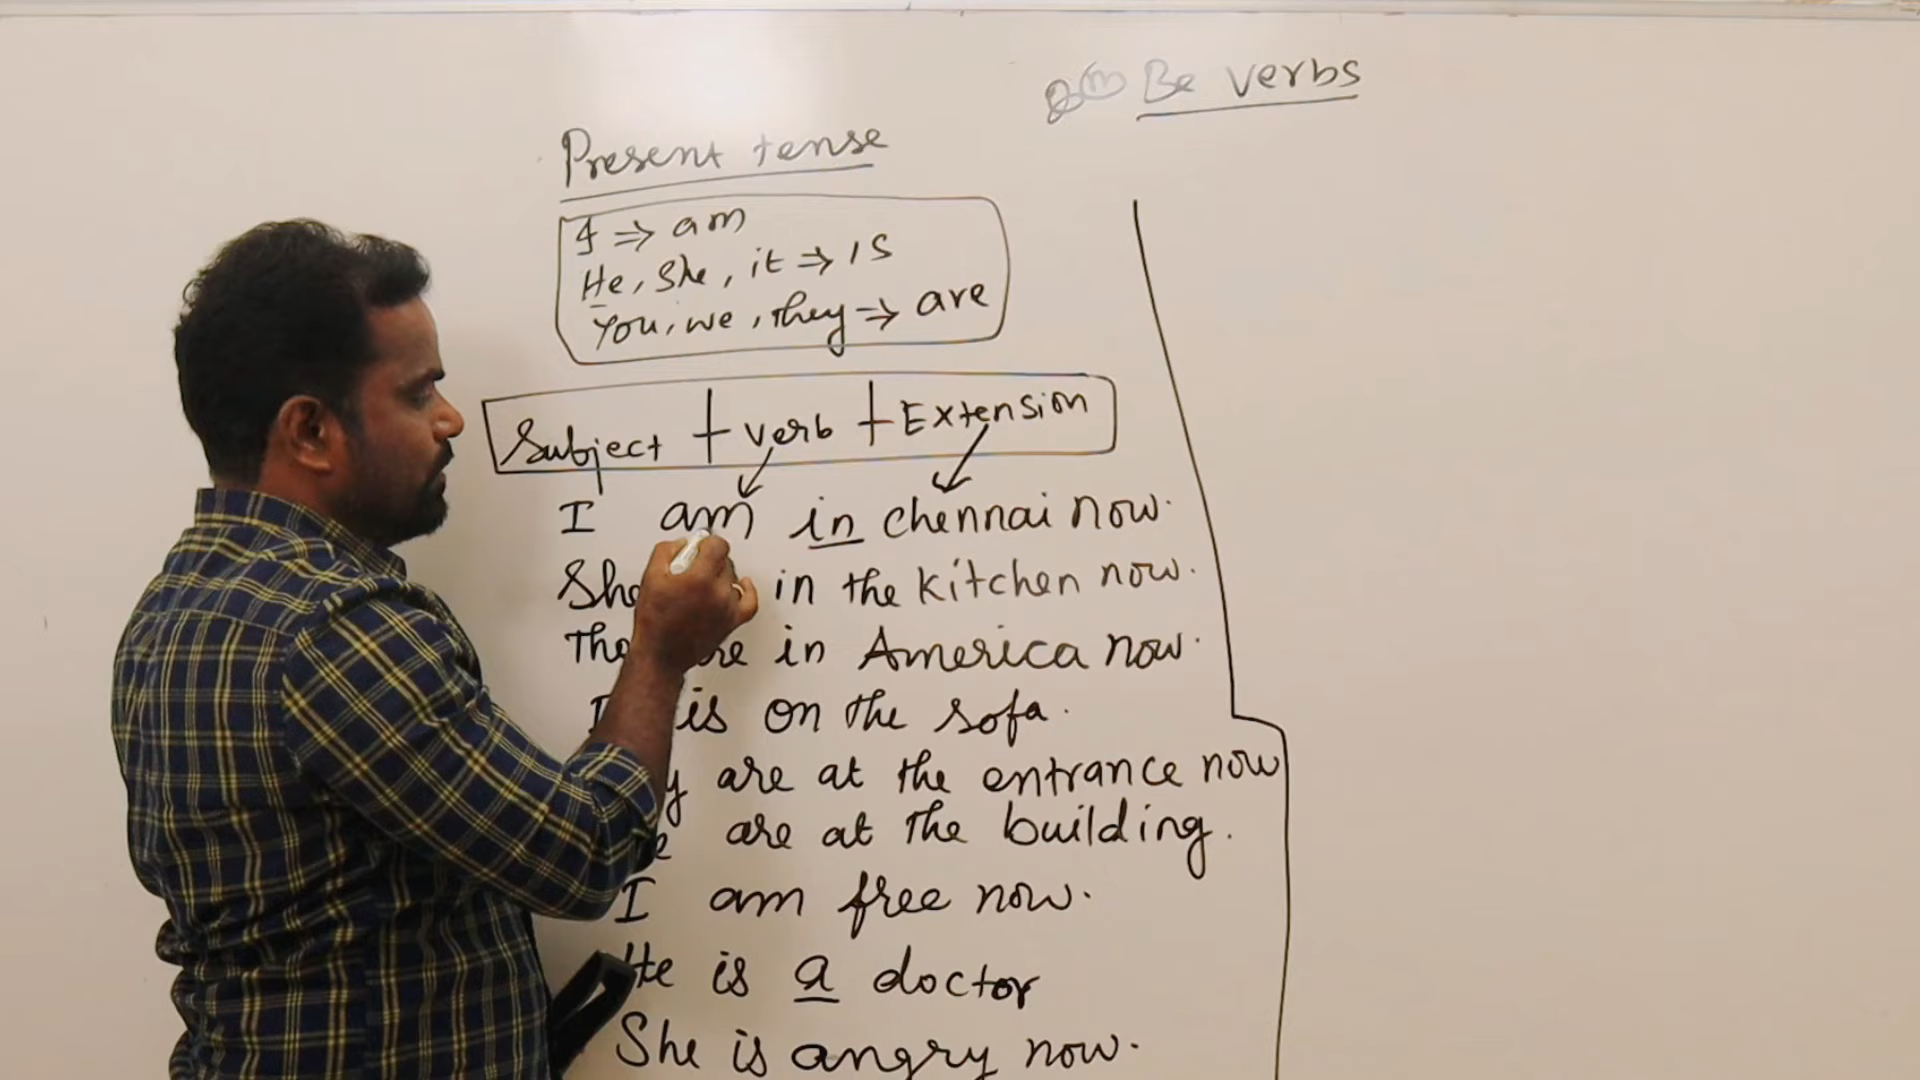 Be verbs
Present tense
I ⇒ am
He, She, it ⇒ is
You, we, they ⇒ are
Subject + verb + Extension
I am in chennai now.
She in the kitchen now.
in America now.
is on the sofa.
are at the entrance now
are at the building.
I am free now.
He is a doctor
She is angry now.